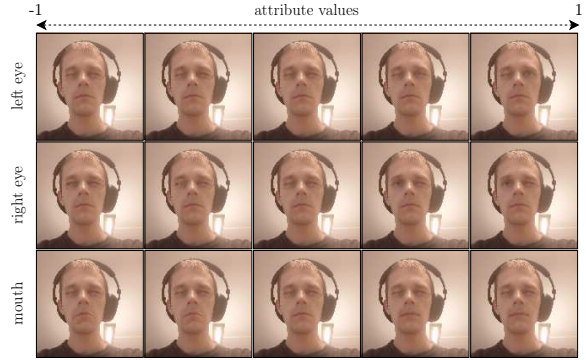 -1 attribute values 1
left eye
right eye
mouth